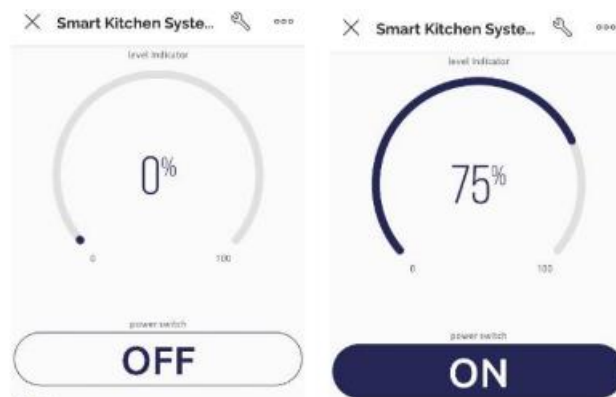 Smart Kitchen Syste...
level indicator
0%
0 100
power switch
OFF
Smart Kitchen Syste...
level indicator
75%
0 100
power switch
ON